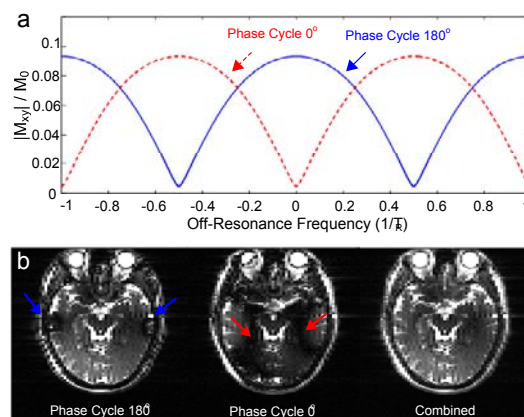 a
Phase Cycle 0°
Phase Cycle 180°
|Mxy| / M0
0.1
0.08
0.06
0.04
0.02
0
-1 -0.8 -0.6 -0.4 -0.2 0 0.2 0.4 0.6 0.8 1
Off-Resonance Frequency (1/TR)
b
Phase Cycle 180°
Phase Cycle 0°
Combined